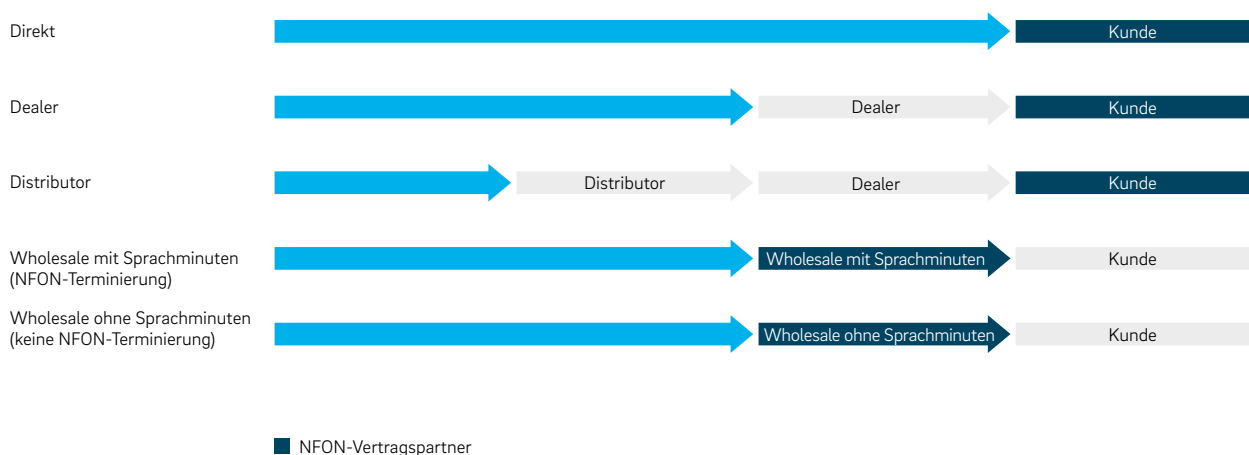 Direkt
Kunde
Dealer
Dealer
Kunde
Distributor
Distributor
Dealer
Kunde
Wholesale mit Sprachminuten
(NFON-Terminierung)
Wholesale mit Sprachminuten
Kunde
Wholesale ohne Sprachminuten
(keine NFON-Terminierung)
Wholesale ohne Sprachminuten
Kunde
NFON-Vertragspartner